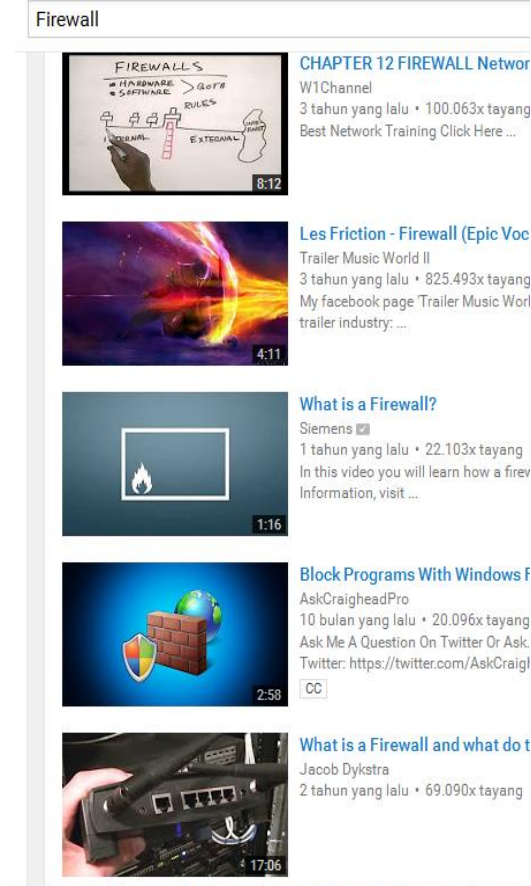 Firewall
FIREWALLS
• HARDWARE
• SOFTWARE
> BOTH
RULES
EXTERNAL
8:12
CHAPTER 12 FIREWALL Networ
W1Channel
3 tahun yang lalu • 100.063x tayang
Best Network Training Click Here ...
4:11
Les Friction - Firewall (Epic Voc
Trailer Music World II
3 tahun yang lalu • 825.493x tayang
My facebook page 'Trailer Music Worl
trailer industry: ...
1:16
What is a Firewall?
Siemens
1 tahun yang lalu • 22.103x tayang
In this video you will learn how a firew
Information, visit ...
2:58
Block Programs With Windows F
AskCraigheadPro
10 bulan yang lalu • 20.096x tayang
Ask Me A Question On Twitter Or Ask.
Twitter: https://twitter.com/AskCraigh
CC
17:06
What is a Firewall and what do t
Jacob Dykstra
2 tahun yang lalu • 69.090x tayang